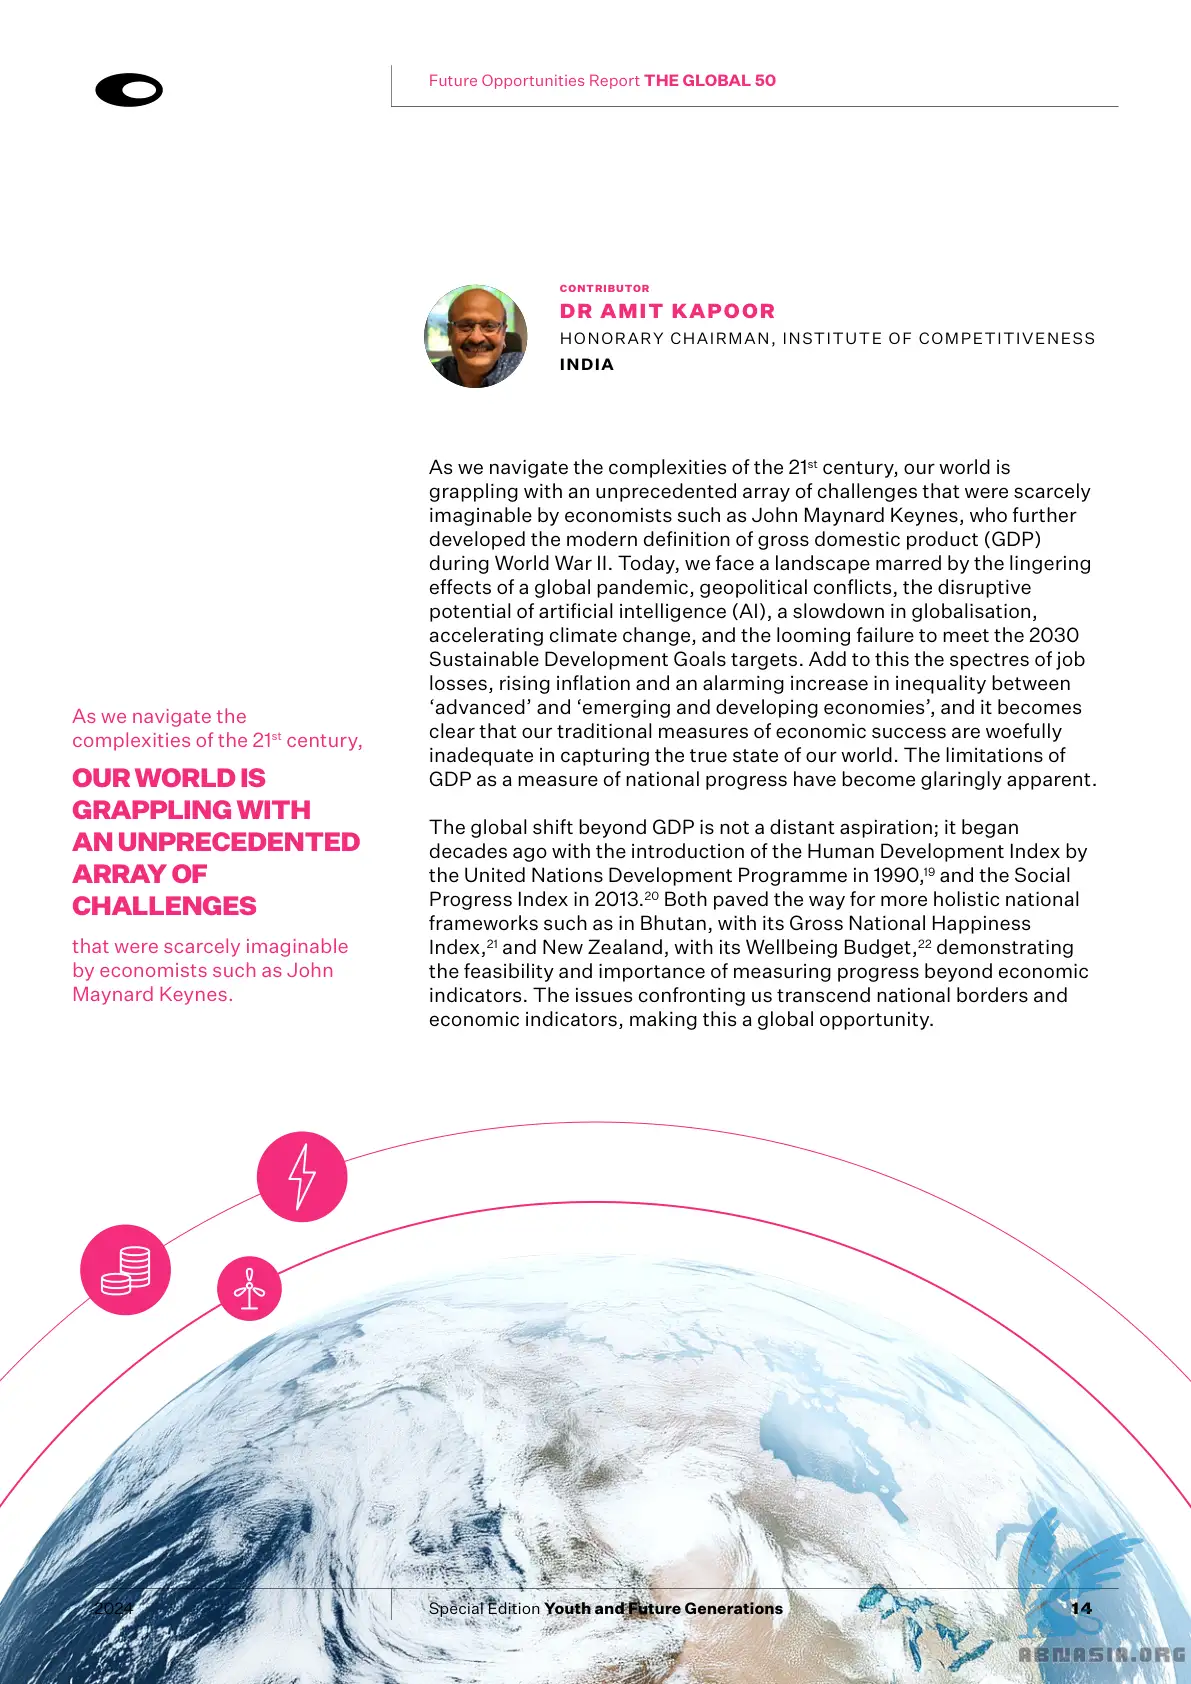 Future Opportunities Report THE GLOBAL 50
CONTRIBUTOR
DR AMIT KAPOOR
HONORARY CHAIRMAN, INSTITUTE OF COMPETITIVENESS
INDIA
As we navigate the complexities of the 21st century, our world is
grappling with an unprecedented array of challenges that were scarcely
imaginable by economists such as John Maynard Keynes, who further
developed the modern definition of gross domestic product (GDP)
during World War II. Today, we face a landscape marred by the lingering
effects of a global pandemic, geopolitical conflicts, the disruptive
potential of artificial intelligence (AI), a slowdown in globalisation,
accelerating climate change, and the looming failure to meet the 2030
Sustainable Development Goals targets. Add to this the spectres of job
losses, rising inflation and an alarming increase in inequality between
‘advanced’ and ‘emerging and developing economies’, and it becomes
clear that our traditional measures of economic success are woefully
inadequate in capturing the true state of our world. The limitations of
GDP as a measure of national progress have become glaringly apparent.
The global shift beyond GDP is not a distant aspiration; it began
decades ago with the introduction of the Human Development Index by
the United Nations Development Programme in 1990,19 and the Social
Progress Index in 2013.20 Both paved the way for more holistic national
frameworks such as in Bhutan, with its Gross National Happiness
Index,21 and New Zealand, with its Wellbeing Budget,22 demonstrating
the feasibility and importance of measuring progress beyond economic
indicators. The issues confronting us transcend national borders and
economic indicators, making this a global opportunity.
As we navigate the
complexities of the 21st century,
OUR WORLD IS
GRAPPLING WITH
AN UNPRECEDENTED
ARRAY OF
CHALLENGES
that were scarcely imaginable
by economists such as John
Maynard Keynes.
2024
Special Edition Youth and Future Generations
14
ABNASIA.ORG